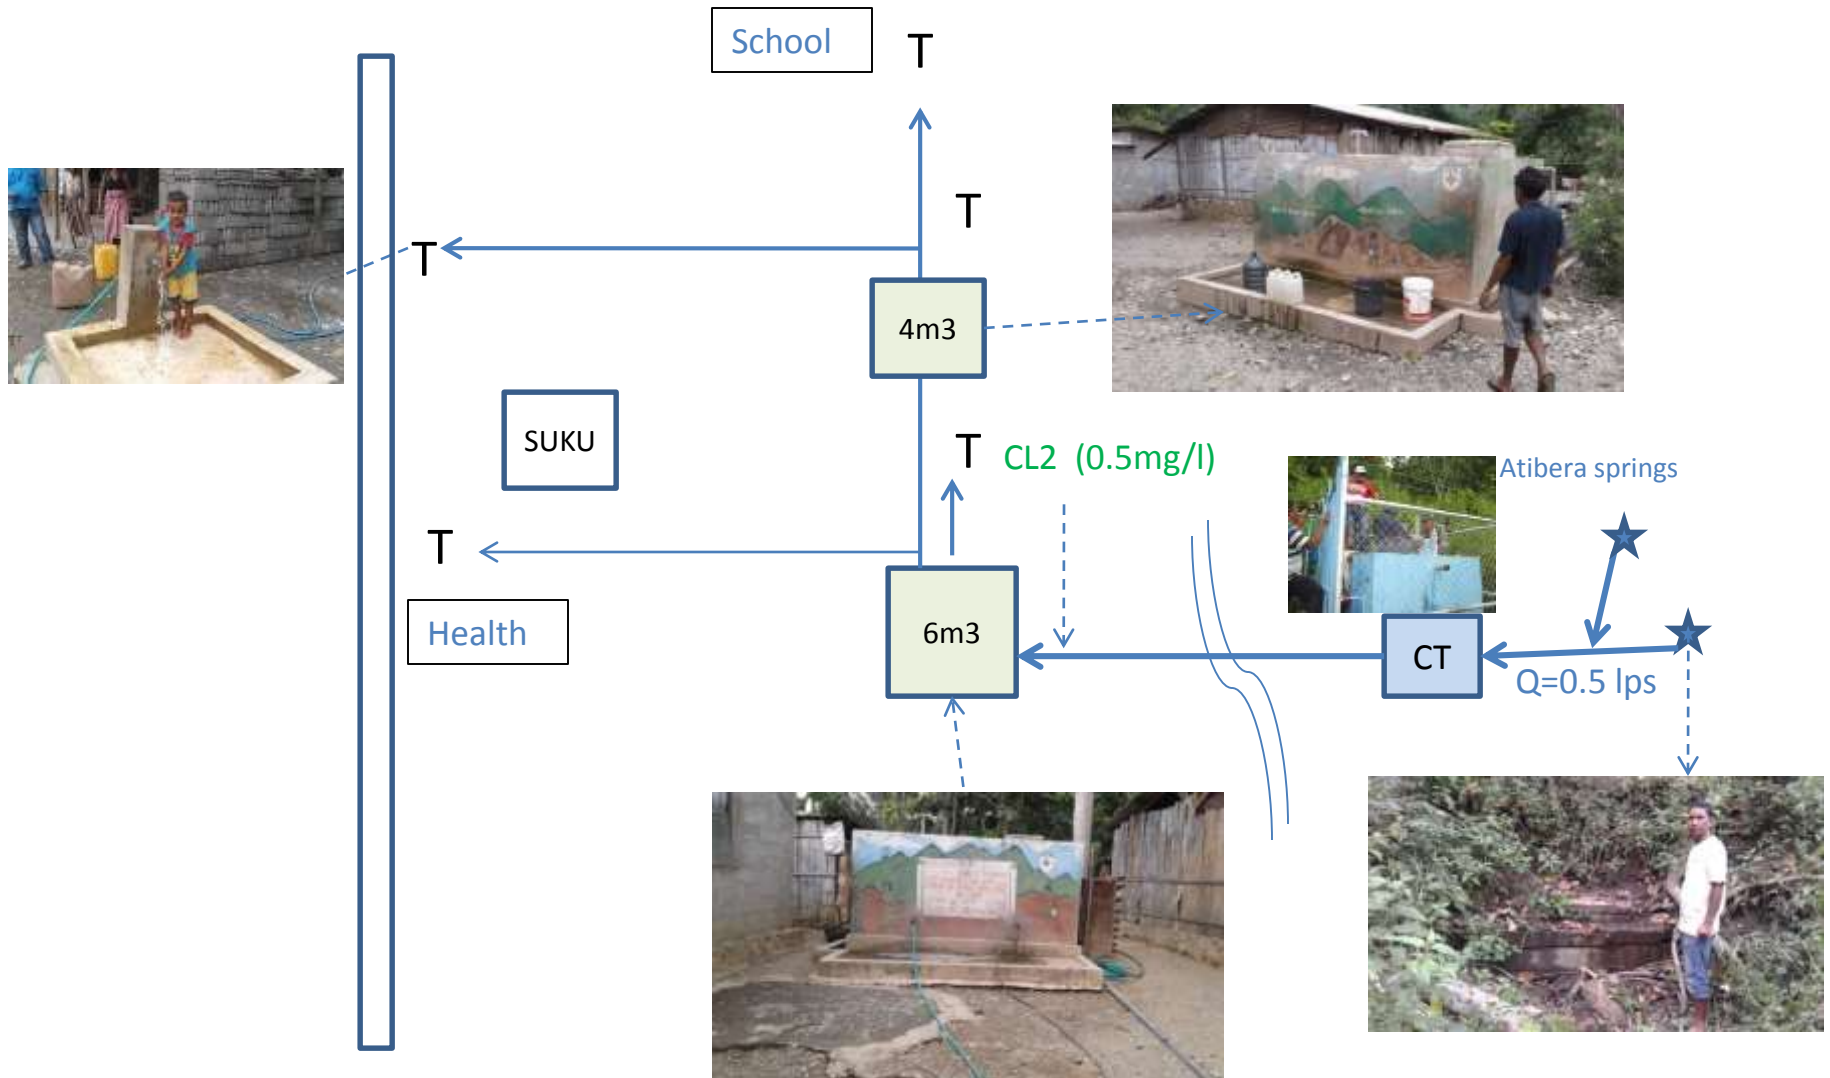 School
T
T
T
4m3
SUKU
T
CL2 (0.5mg/l)
Atibera springs
T
Health
6m3
CT
Q=0.5 lps